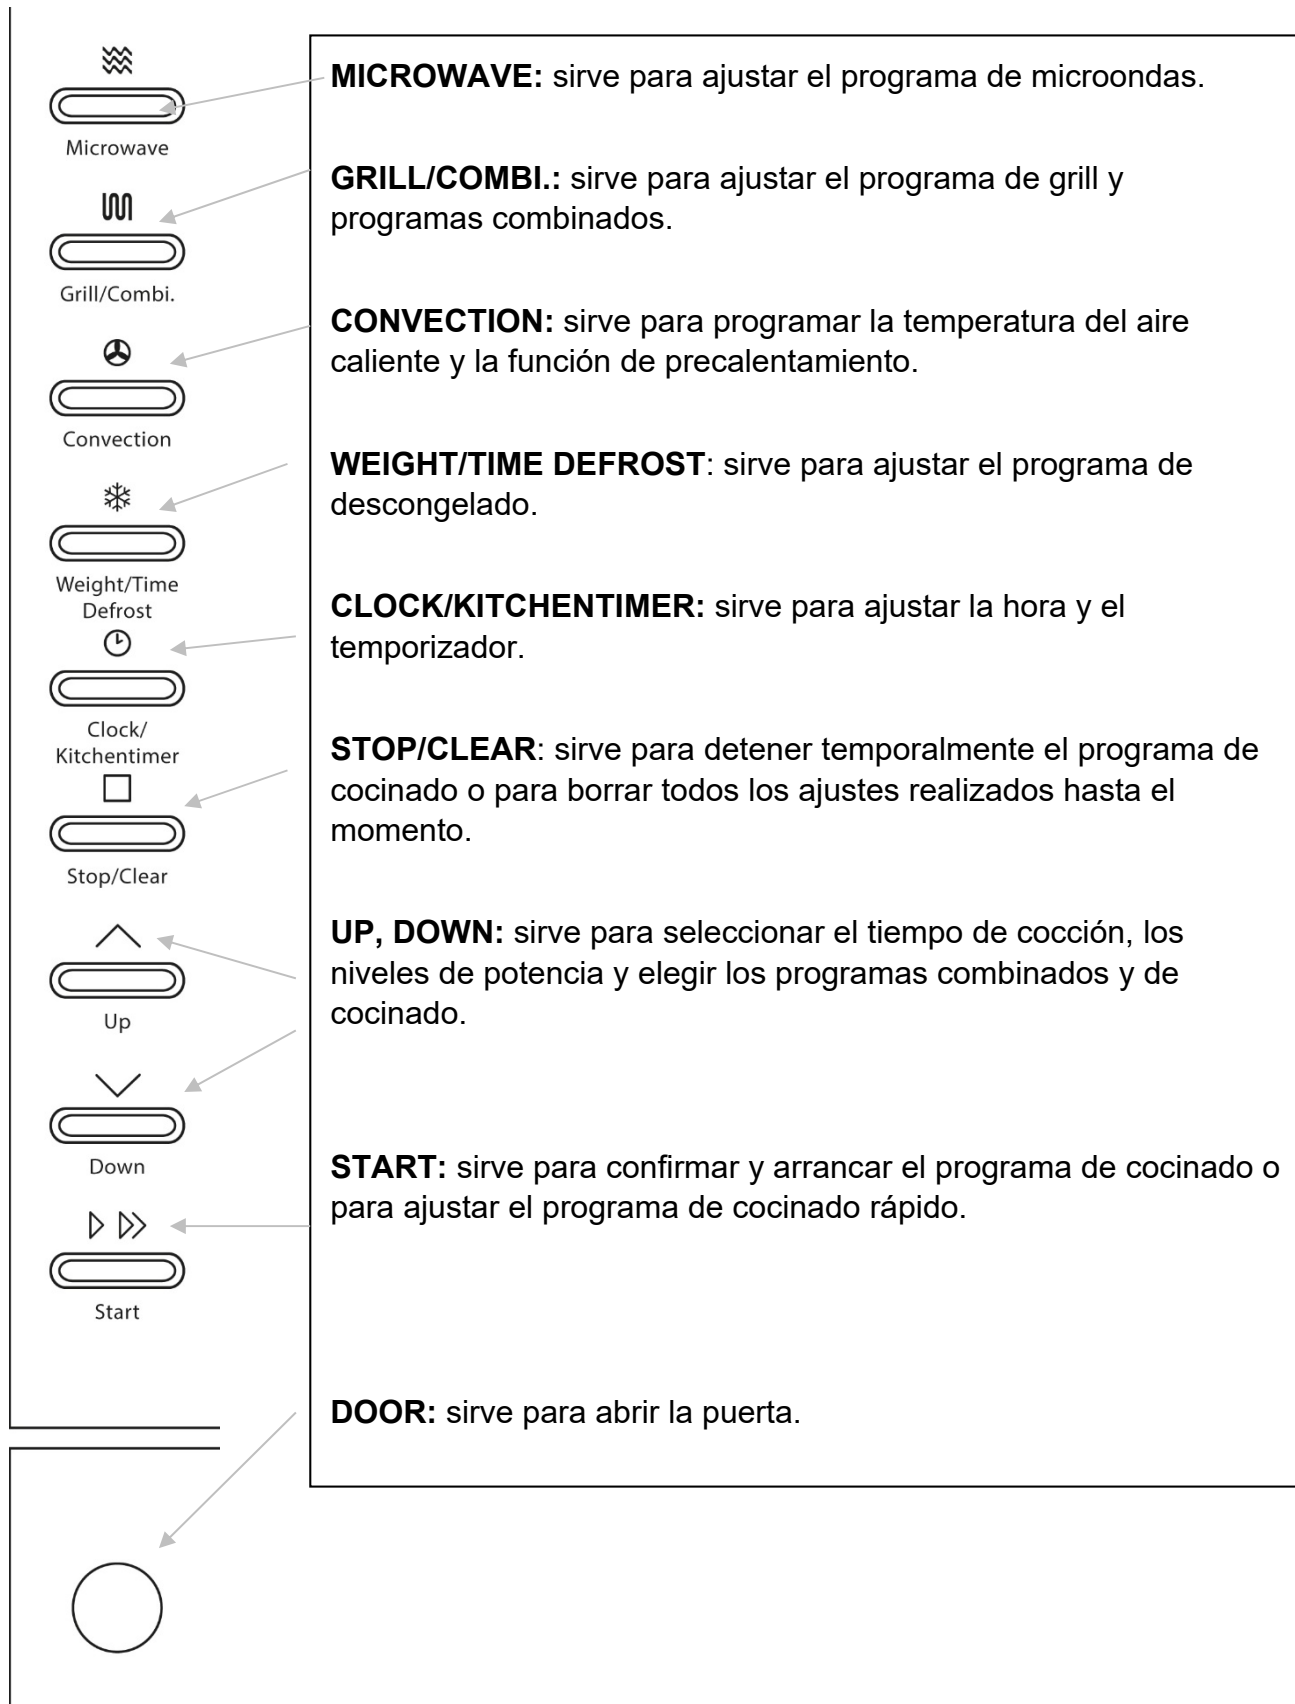 Microwave
Grill/Combi.
Convection
Weight/Time
Defrost
Clock/
Kitchentimer
Stop/Clear
Up
Down
Start
MICROWAVE: sirve para ajustar el programa de microondas.
GRILL/COMBI.: sirve para ajustar el programa de grill y
programas combinados.
CONVECTION: sirve para programar la temperatura del aire
caliente y la función de precalentamiento.
WEIGHT/TIME DEFROST: sirve para ajustar el programa de
descongelado.
CLOCK/KITCHENTIMER: sirve para ajustar la hora y el
temporizador.
STOP/CLEAR: sirve para detener temporalmente el programa de
cocinado o para borrar todos los ajustes realizados hasta el
momento.
UP, DOWN: sirve para seleccionar el tiempo de cocción, los
niveles de potencia y elegir los programas combinados y de
cocinado.
START: sirve para confirmar y arrancar el programa de cocinado o
para ajustar el programa de cocinado rápido.
DOOR: sirve para abrir la puerta.